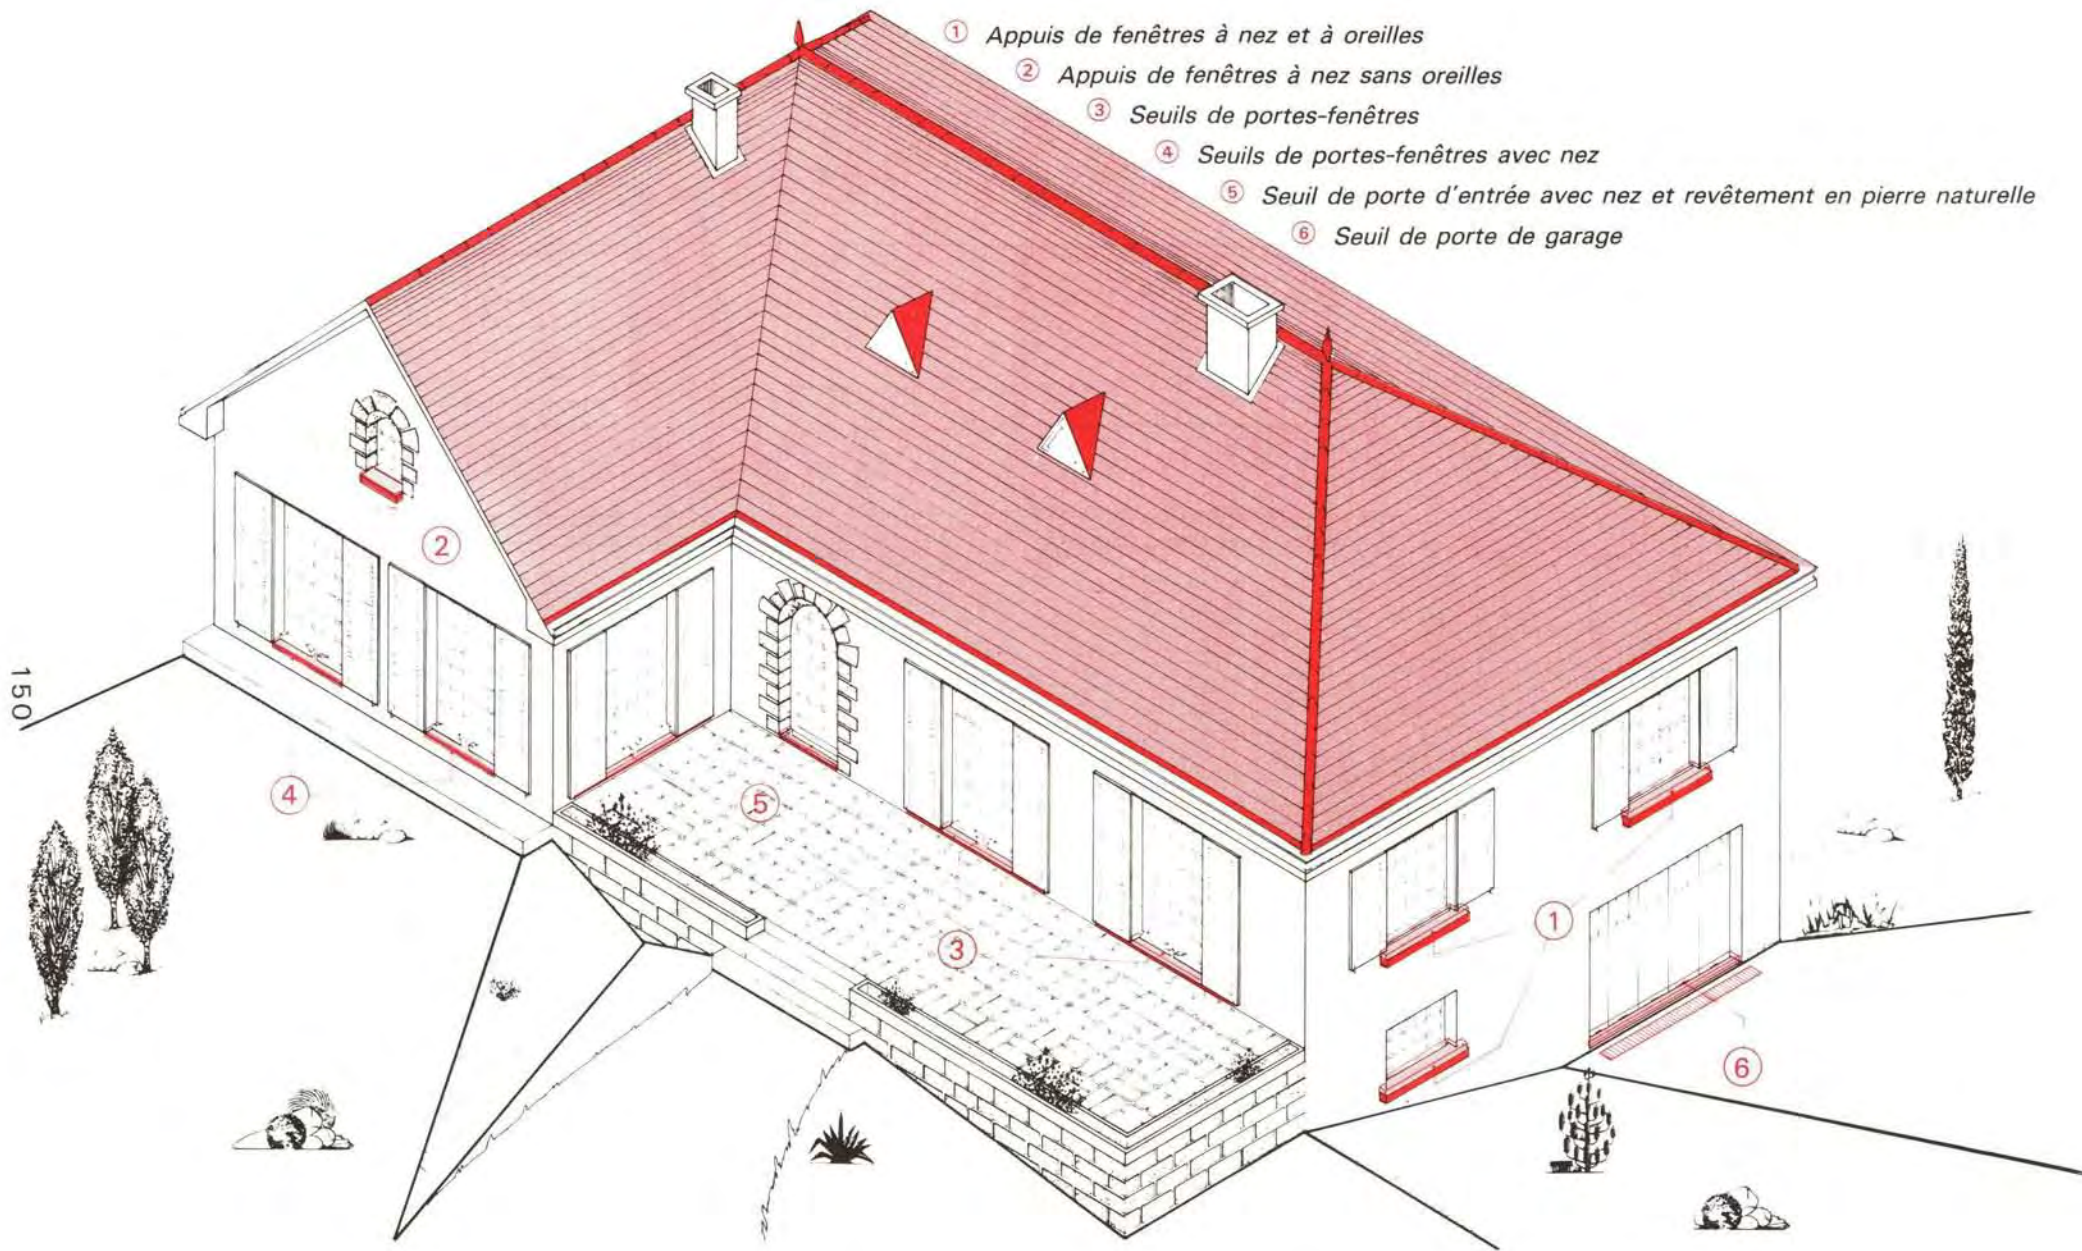 ① Appuis de fenêtres à nez et à oreilles
② Appuis de fenêtres à nez sans oreilles
③ Seuils de portes-fenêtres
④ Seuils de portes-fenêtres avec nez
⑤ Seuil de porte d'entrée avec nez et revêtement en pierre naturelle
⑥ Seuil de porte de garage
②
④
⑤
③
①
⑥
150